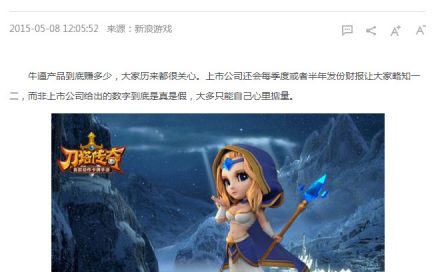 2015-05-08 12:05:52 来源：新浪游戏
A+
A-
牛逼产品到底赚多少，大家历来都很关心。上市公司还会每季度或者半年发份财报让大家略知一
二，而非上市公司给出的数字到底是真是假，大多只能自己心里掂量。
刀塔传奇